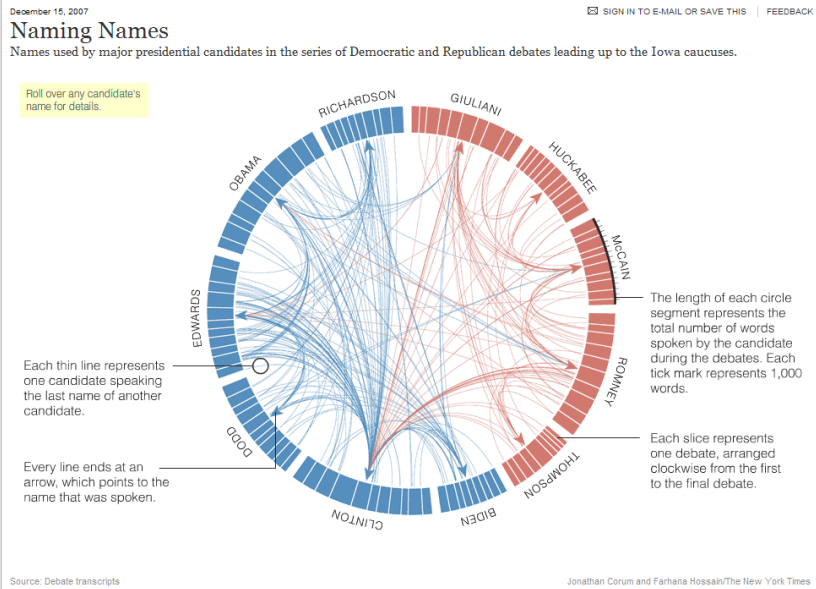 December 15, 2007
SIGN IN TO E-MAIL OR SAVE THIS
FEEDBACK
Naming Names
Names used by major presidential candidates in the series of Democratic and Republican debates leading up to the Iowa caucuses.
Roll over any candidate's
name for details.
RICHARDSON
GIULIANI
HUCKABEE
McCAIN
ROMNEY
THOMPSON
BIDEN
CLINTON
DODD
EDWARDS
OBAMA
The length of each circle
segment represents the
total number of words
spoken by the candidate
during the debates. Each
tick mark represents 1,000
words.
Each thin line represents
one candidate speaking
the last name of another
candidate.
Each slice represents
one debate, arranged
clockwise from the first
to the final debate.
Every line ends at an
arrow, which points to the
name that was spoken.
Source: Debate transcripts
Jonathan Corum and Farhana Hossain/The New York Times